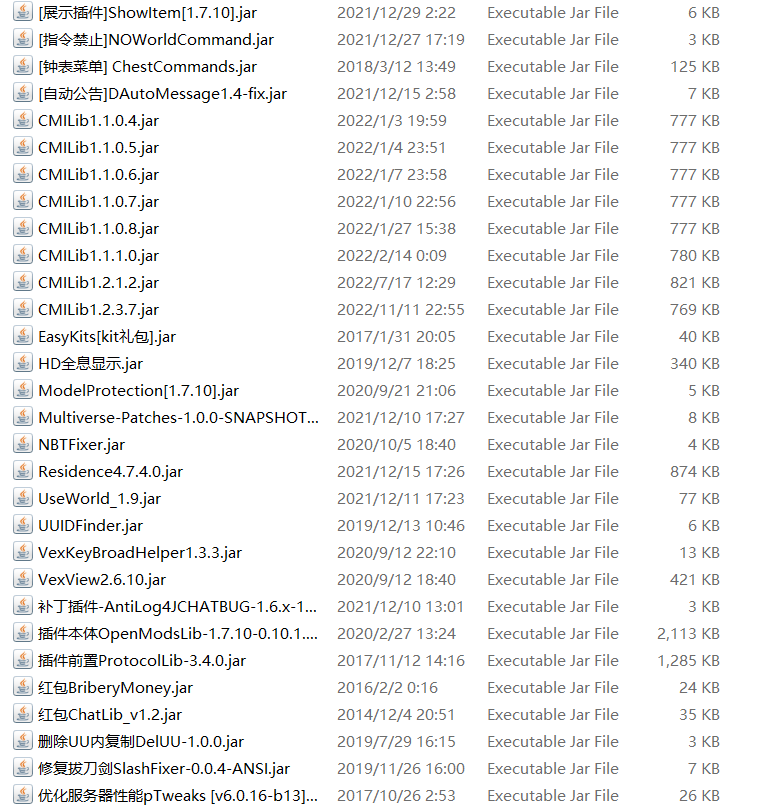 [展示插件]ShowItem[1.7.10].jar 2021/12/29 2:22 Executable Jar File 6 KB
[指令禁止]NOWorldCommand.jar 2021/12/27 17:19 Executable Jar File 3 KB
[钟表菜单] ChestCommands.jar 2018/3/12 13:49 Executable Jar File 125 KB
[自动公告]DAutoMessage1.4-fix.jar 2021/12/15 2:58 Executable Jar File 7 KB
CMILib1.1.0.4.jar 2022/1/3 19:59 Executable Jar File 777 KB
CMILib1.1.0.5.jar 2022/1/4 23:51 Executable Jar File 777 KB
CMILib1.1.0.6.jar 2022/1/7 23:58 Executable Jar File 777 KB
CMILib1.1.0.7.jar 2022/1/10 22:56 Executable Jar File 777 KB
CMILib1.1.0.8.jar 2022/1/27 15:38 Executable Jar File 777 KB
CMILib1.1.1.0.jar 2022/2/14 0:09 Executable Jar File 780 KB
CMILib1.2.1.2.jar 2022/7/17 12:29 Executable Jar File 821 KB
CMILib1.2.3.7.jar 2022/11/11 22:55 Executable Jar File 769 KB
EasyKits[kit礼包].jar 2017/1/31 20:05 Executable Jar File 40 KB
HD全息显示.jar 2019/12/7 18:25 Executable Jar File 340 KB
ModelProtection[1.7.10].jar 2020/9/21 21:06 Executable Jar File 5 KB
Multiverse-Patches-1.0.0-SNAPSHOT... 2021/12/10 17:27 Executable Jar File 8 KB
NBTFixer.jar 2020/10/5 18:40 Executable Jar File 4 KB
Residence4.7.4.0.jar 2021/12/15 17:26 Executable Jar File 874 KB
UseWorld_1.9.jar 2021/12/11 17:23 Executable Jar File 77 KB
UUIDFinder.jar 2019/12/13 10:46 Executable Jar File 6 KB
VexKeyBroadHelper1.3.3.jar 2020/9/12 22:10 Executable Jar File 13 KB
VexView2.6.10.jar 2020/9/12 18:40 Executable Jar File 421 KB
补丁插件-AntiLog4JCHATBUG-1.6.x-1... 2021/12/10 13:01 Executable Jar File 3 KB
插件本体OpenModsLib-1.7.10-0.10.1.... 2020/2/27 13:24 Executable Jar File 2,113 KB
插件前置ProtocolLib-3.4.0.jar 2017/11/12 14:16 Executable Jar File 1,285 KB
红包BriberyMoney.jar 2016/2/2 0:16 Executable Jar File 24 KB
红包ChatLib_v1.2.jar 2014/12/4 20:51 Executable Jar File 35 KB
删除UU内复制DelUU-1.0.0.jar 2019/7/29 16:15 Executable Jar File 3 KB
修复拔刀剑SlashFixer-0.0.4-ANSI.jar 2019/11/26 16:00 Executable Jar File 7 KB
优化服务器性能pTweaks [v6.0.16-b13]... 2017/10/26 2:53 Executable Jar File 26 KB